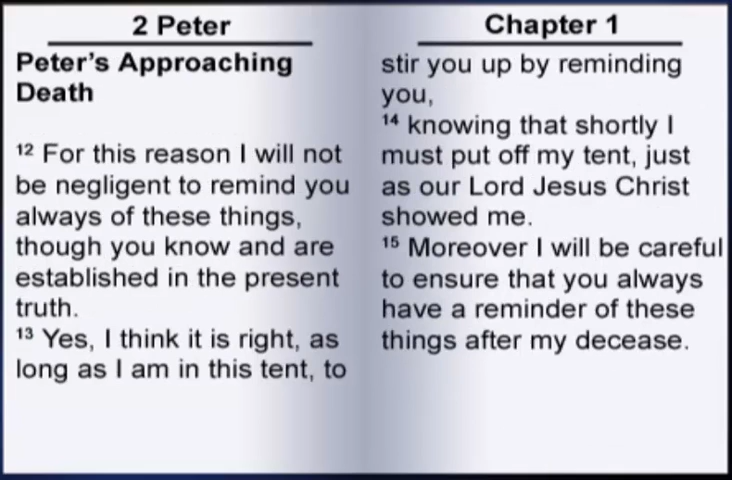 2 Peter
Peter's Approaching
Death
12 For this reason I will not
be negligent to remind you
always of these things,
though you know and are
established in the present
truth.
13 Yes, I think it is right, as
long as I am in this tent, to
Chapter 1
stir you up by reminding
you,
14 knowing that shortly I
must put off my tent, just
as our Lord Jesus Christ
showed me.
15 Moreover I will be careful
to ensure that you always
have a reminder of these
things after my decease.